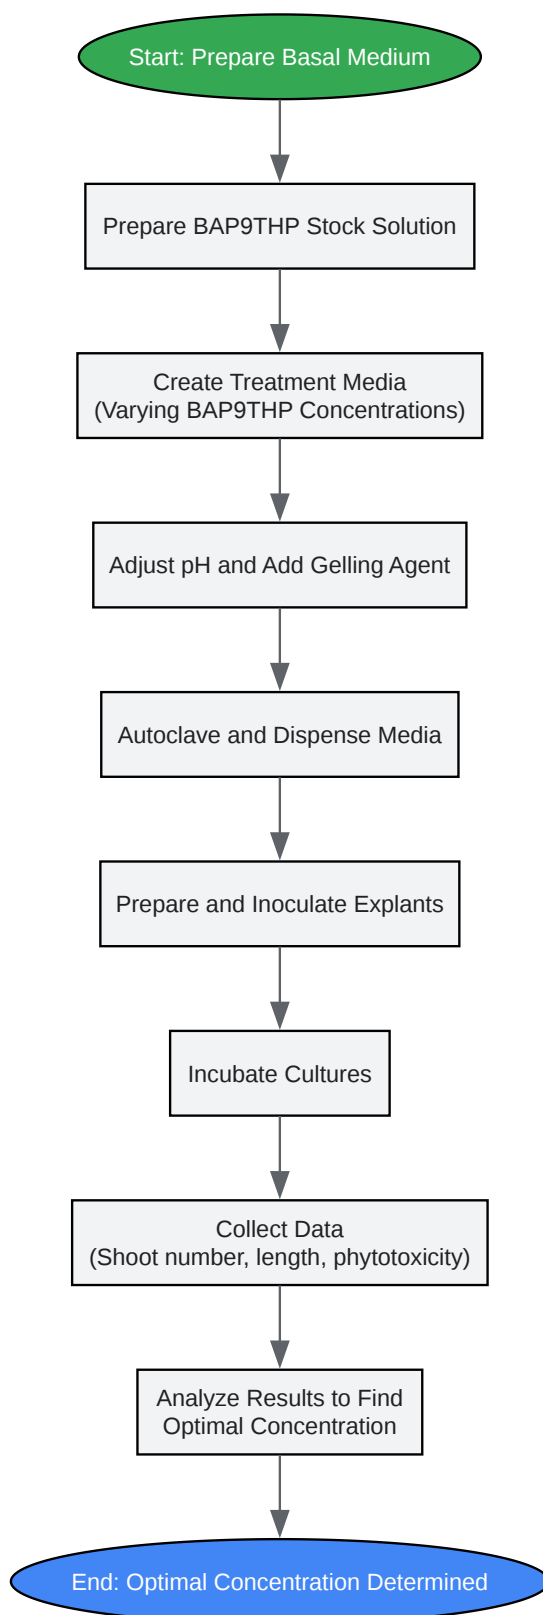 Start: Prepare Basal Medium
Prepare BAP9THP Stock Solution
Create Treatment Media
(Varying BAP9THP Concentrations)
Adjust pH and Add Gelling Agent
Autoclave and Dispense Media
Prepare and Inoculate Explants
Incubate Cultures
Collect Data
(Shoot number, length, phytotoxicity)
Analyze Results to Find
Optimal Concentration
End: Optimal Concentration Determined